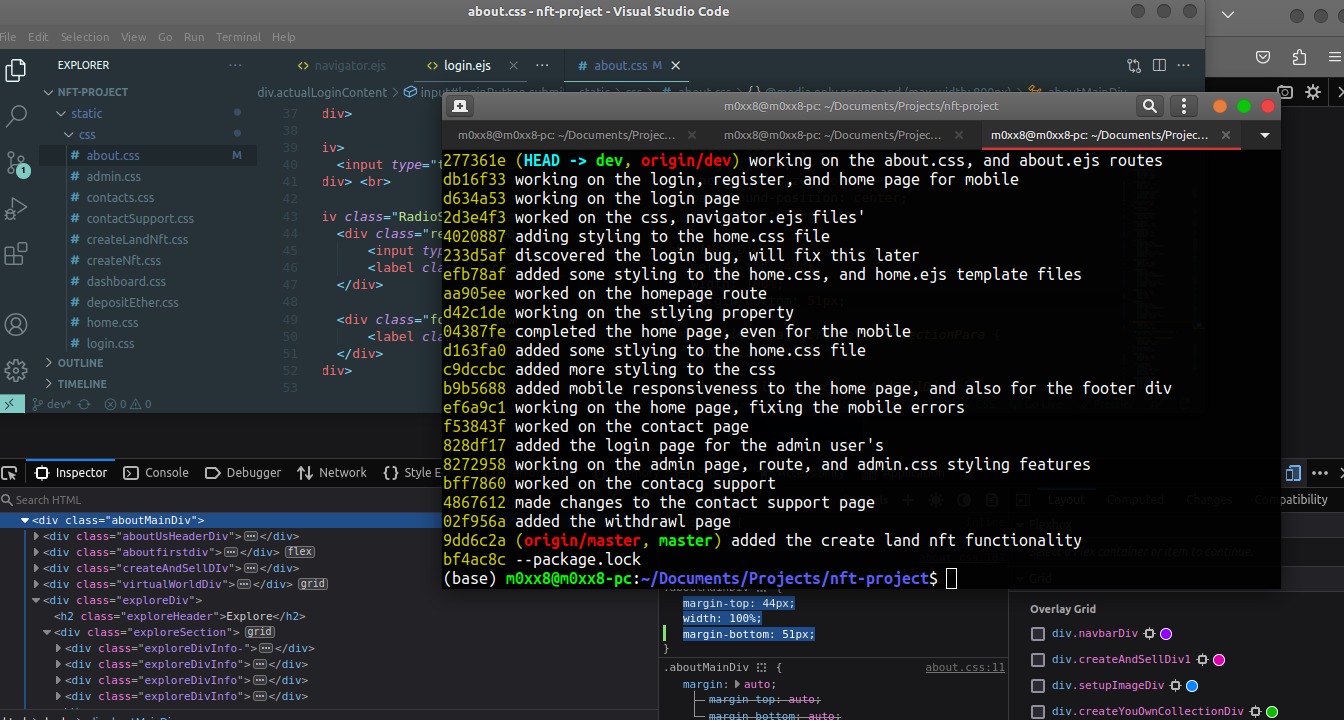 about.css - nft-project - Visual Studio Code
File Edit Selection View Go Run Terminal Help
EXPLORER
NFT-PROJECT
static
css
about.css M
admin.css
contacts.css
contactSupport.css
createLandNft.css
createNft.css
dashboard.css
depositEther.css
home.css
login.css
OUTLINE
TIMELINE
dev* 0 0
1
navigator.ejs
login.ejs
about.css M
div.actualLoginContent > input#loginButton.submit
37 div>
38
39 iv>
40 <input type="
41 div> <br>
42
43 iv class="RadioS
44 <div class="re
45 <input typ
46 <label cla
47 </div>
48
49 <div class="fo
50 <label clas
51 </div>
52 div>
53
m0xx8@m0xx8-pc: ~/Documents/Projects/nft-project
m0xx8@m0xx8-pc: ~/Documents/Projec...
m0xx8@m0xx8-pc: ~/Documents/Projec...
m0xx8@m0xx8-pc: ~/Documents/Projec...
277361e (HEAD -> dev, origin/dev) working on the about.css, and about.ejs routes
db16f33 working on the login, register, and home page for mobile
d634a53 working on the login page
2d3e4f3 worked on the css, navigator.ejs files'
4020887 adding styling to the home.css file
233d5af discovered the login bug, will fix this later
efb78af added some styling to the home.css, and home.ejs template files
aa905ee worked on the homepage route
d42c1de working on the stlying property
04387fe completed the home page, even for the mobile
d163fa0 added some stlying to the home.css file
c9dccbc added more styling to the css
b9b5688 added mobile responsiveness to the home page, and also for the footer div
ef6a9c1 working on the home page, fixing the mobile errors
f53843f worked on the contact page
828df17 added the login page for the admin user's
8272958 working on the admin page, route, and admin.css styling features
bff7860 worked on the contacg support
4867612 made changes to the contact support page
02f956a added the withdrawl page
9dd6c2a (origin/master, master) added the create land nft functionality
bf4ac8c --package.lock
(base) m0xx8@m0xx8-pc:~/Documents/Projects/nft-project$
Inspector Console Debugger Network Style E
Search HTML
<div class="aboutMainDiv">
<div class="aboutUsHeaderDiv">⋯</div>
<div class="aboutfirstdiv">⋯</div> flex
<div class="createAndSellDIv">⋯</div>
<div class="virtualWorldDiv">⋯</div> grid
<div class="exploreDiv">
<h2 class="exploreHeader">Explore</h2>
<div class="exploreSection"> grid
<div class="exploreDivInfo-">⋯</div>
<div class="exploreDivInfo">⋯</div>
<div class="exploreDivInfo">⋯</div>
<div class="exploreDivInfo">⋯</div>
.aboutMainDiv {
margin-top: 44px;
width: 100%;
margin-bottom: 51px;
}
.aboutMainDiv { about.css:11
margin: auto;
margin-top: auto;
margin-bottom: auto;
Layout Computed Changes Compatibility
Flexbox
Select a Flex container or item to continue.
Grid
Overlay Grid
div.navbarDiv
div.createAndSellDiv1
div.setupImageDiv
div.createYouOwnCollectionDiv